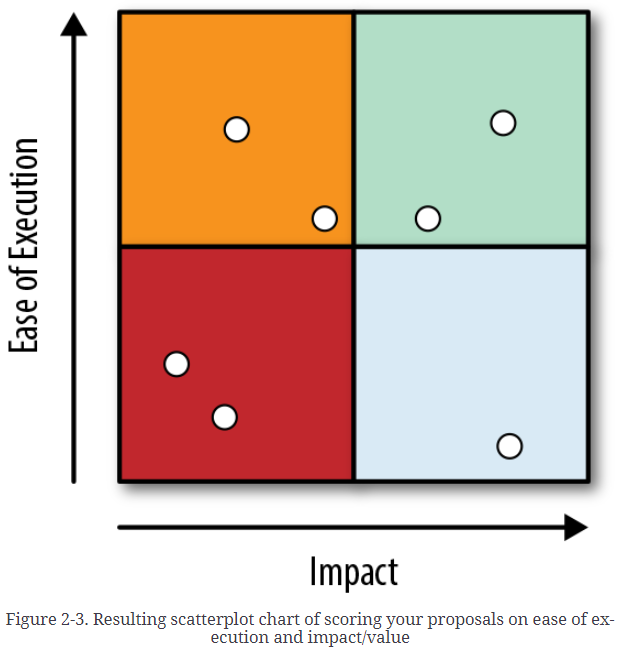 Ease of Execution
Impact
Figure 2-3. Resulting scatterplot chart of scoring your proposals on ease of ex-
ecution and impact/value